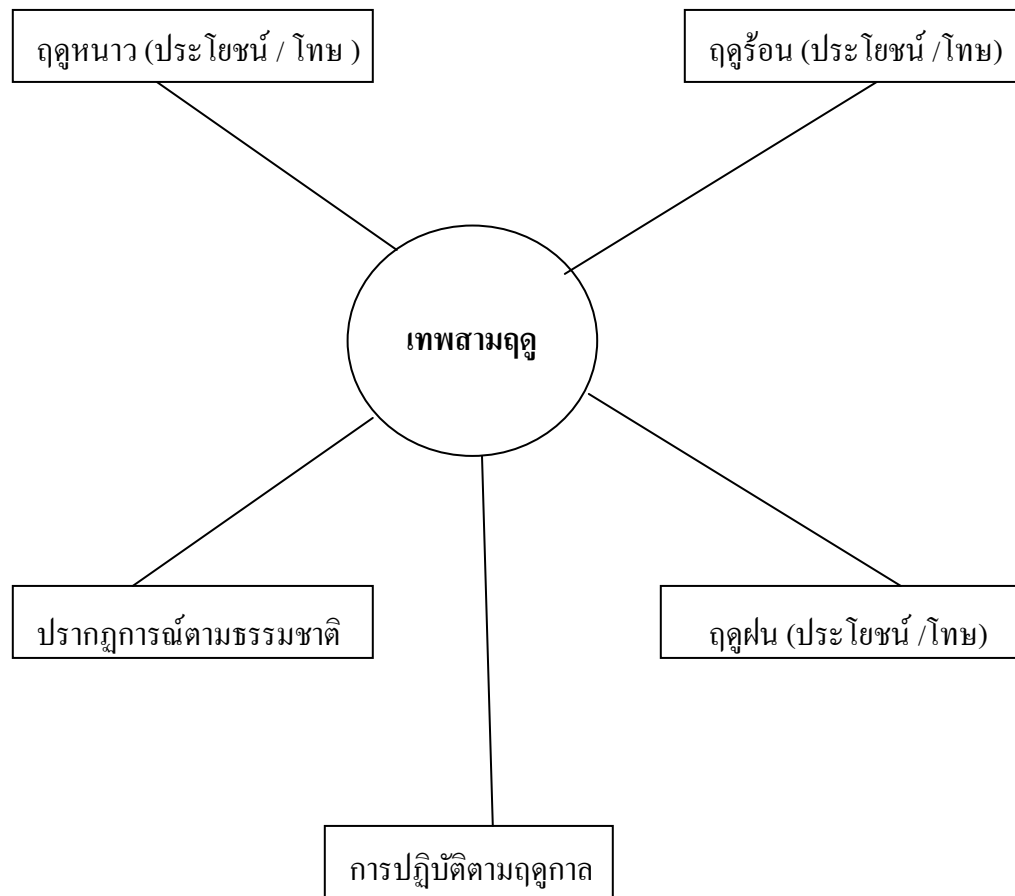 ฤดูหนาว (ประโยชน์ / โทษ )
ฤดูร้อน (ประโยชน์ /โทษ)
เทพสามฤดู
ปรากฏการณ์ตามธรรมชาติ
ฤดูฝน (ประโยชน์ /โทษ)
การปฏิบัติตามฤดูกาล